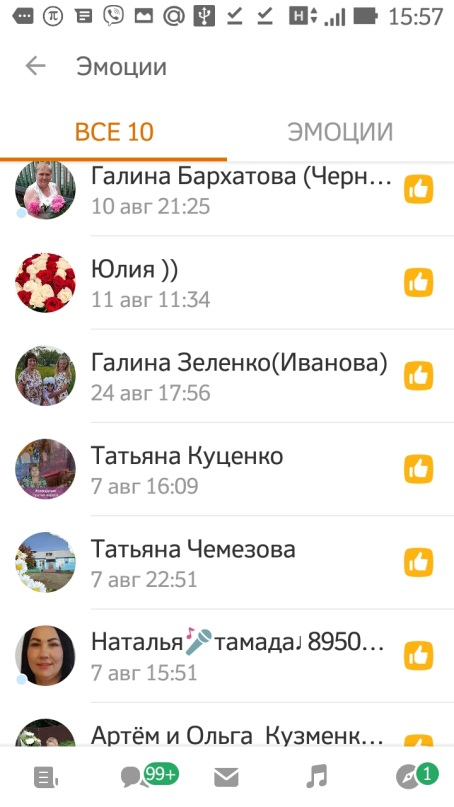 15:57
Эмоции
ВСЕ 10
ЭМОЦИИ
Галина Бархатова (Черн...
10 авг 21:25
Юлия ))
11 авг 11:34
Галина Зеленко(Иванова)
24 авг 17:56
Татьяна Куценко
7 авг 16:09
Татьяна Чемезова
7 авг 22:51
Наталья🎤тамада♩8950...
7 авг 15:51
Артём и Ольга Кузменк...
99+
1